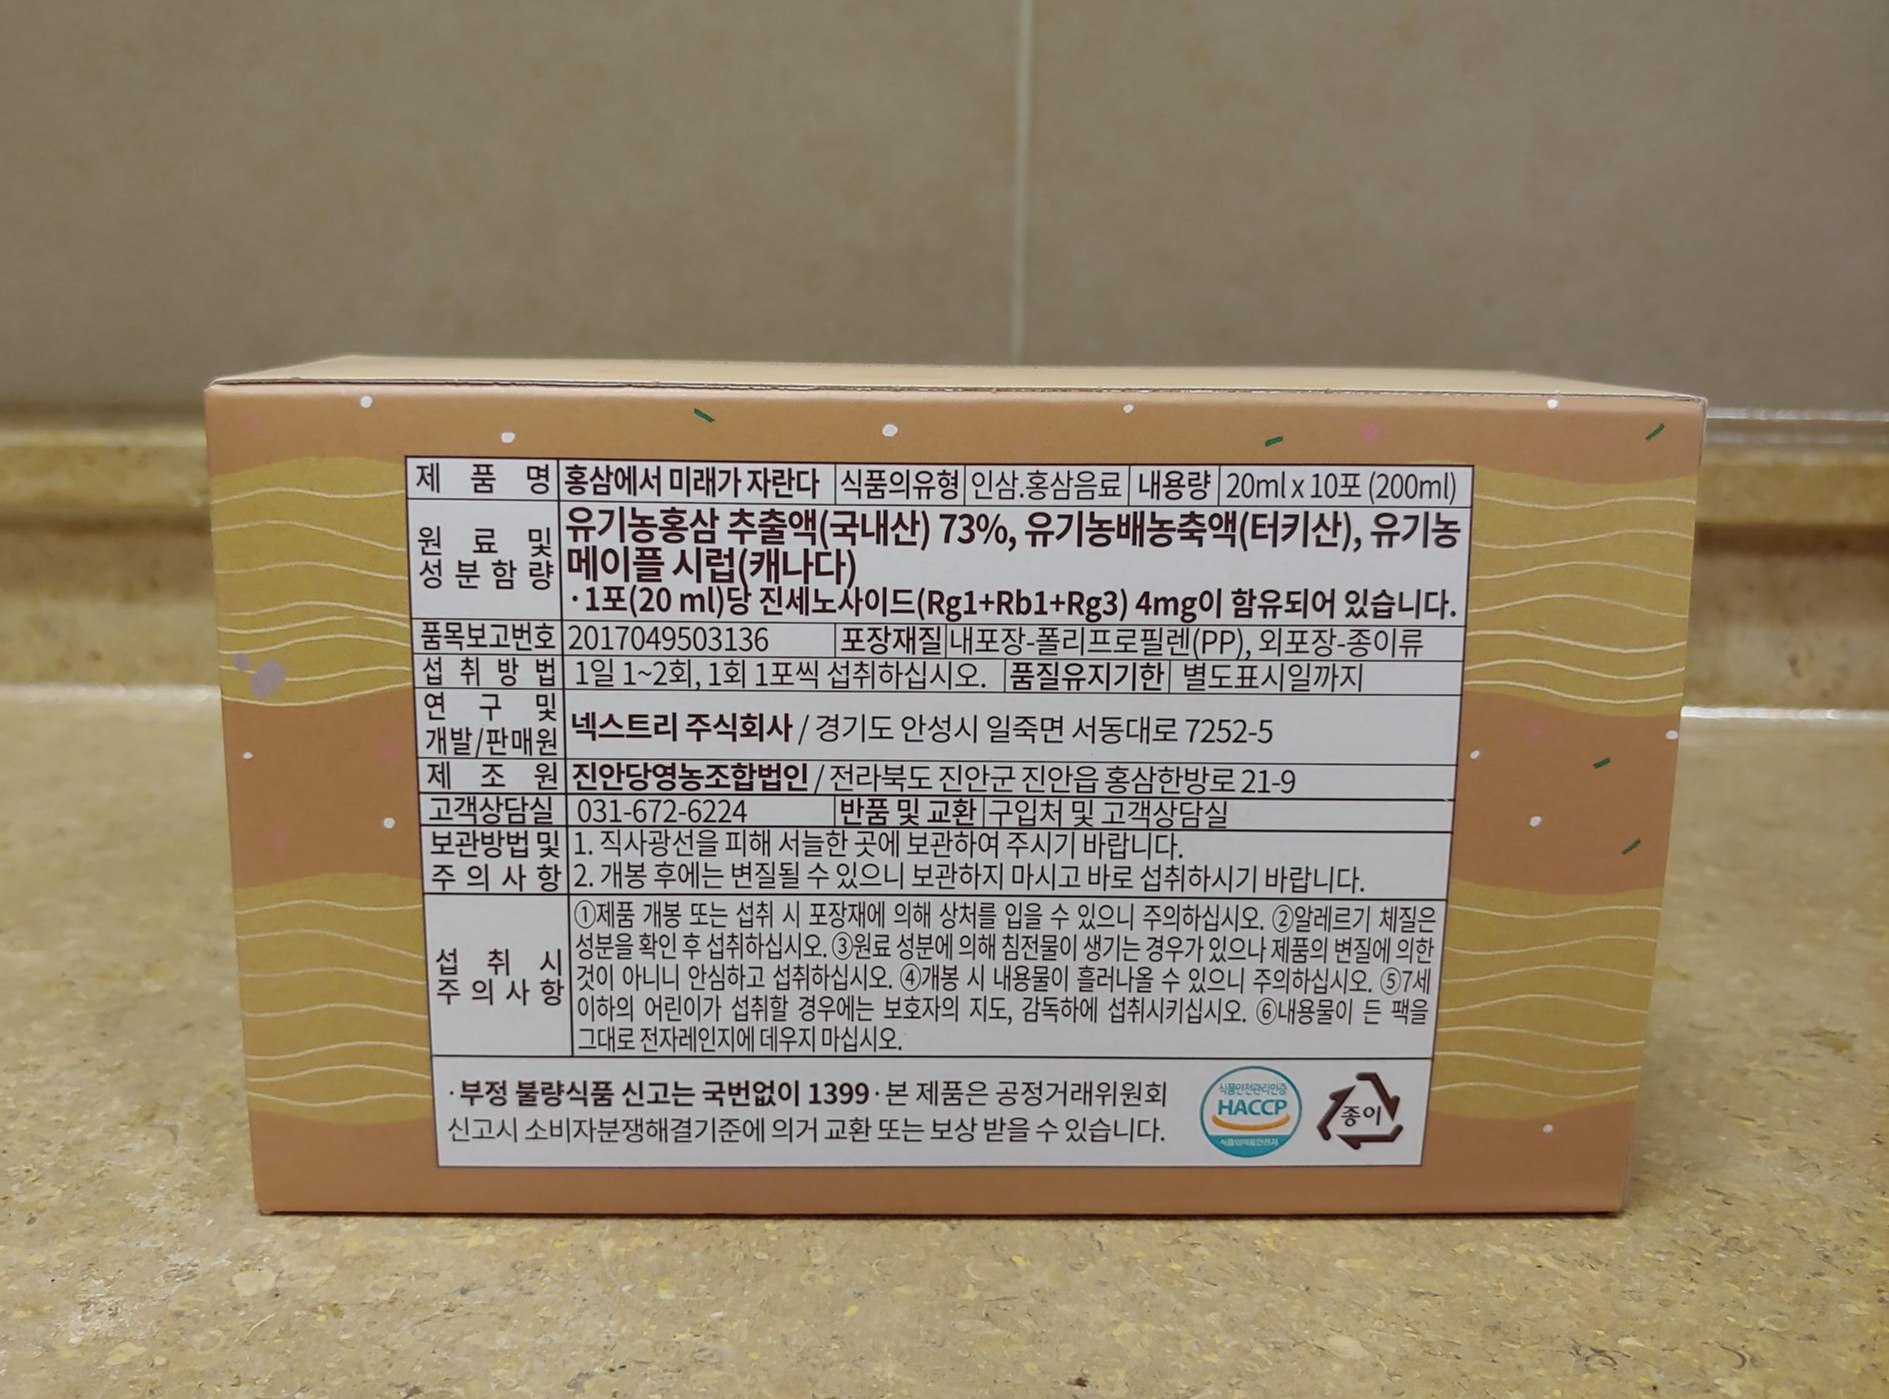 제 품 명 홍삼에서 미래가 자란다 식품의유형 인삼.홍삼음료 내용량 20ml x 10포 (200ml)
원 료 및
성 분 함 량
유기농홍삼 추출액(국내산) 73%, 유기농배농축액(터키산), 유기농
메이플 시럽(캐나다)
· 1포(20 ml)당 진세노사이드(Rg1+Rb1+Rg3) 4mg이 함유되어 있습니다.
품목보고번호 2017049503136 포장재질 내포장-폴리프로필렌(PP), 외포장-종이류
섭 취 방 법 1일 1~2회, 1회 1포씩 섭취하십시오. 품질유지기한 별도표시일까지
연 구 및
개발/판매원
넥스트리 주식회사 / 경기도 안성시 일죽면 서동대로 7252-5
제 조 원 진안당영농조합법인 / 전라북도 진안군 진안읍 홍삼한방로 21-9
고객상담실 031-672-6224 반품 및 교환 구입처 및 고객상담실
보관방법 및
주 의 사 항
1. 직사광선을 피해 서늘한 곳에 보관하여 주시기 바랍니다.
2. 개봉 후에는 변질될 수 있으니 보관하지 마시고 바로 섭취하시기 바랍니다.
섭 취 시
주 의 사 항
①제품 개봉 또는 섭취 시 포장재에 의해 상처를 입을 수 있으니 주의하십시오. ②알레르기 체질은
성분을 확인 후 섭취하십시오. ③원료 성분에 의해 침전물이 생기는 경우가 있으나 제품의 변질에 의한
것이 아니니 안심하고 섭취하십시오. ④개봉 시 내용물이 흘러나올 수 있으니 주의하십시오. ⑤7세
이하의 어린이가 섭취할 경우에는 보호자의 지도, 감독하에 섭취시키십시오. ⑥내용물이 든 팩을
그대로 전자레인지에 데우지 마십시오.
· 부정 불량식품 신고는 국번없이 1399 · 본 제품은 공정거래위원회
신고시 소비자분쟁해결기준에 의거 교환 또는 보상 받을 수 있습니다.
식품안전관리인증
HACCP
식품의약품안전처
종이